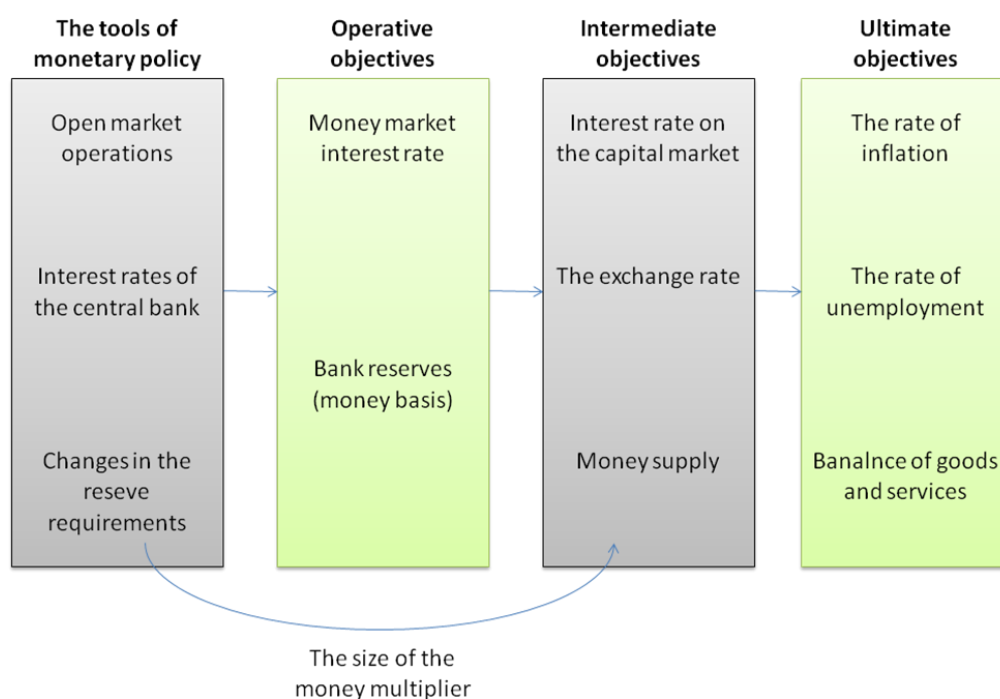 The tools of
monetary policy
Operative
objectives
Intermediate
objectives
Ultimate
objectives
Open market
operations
Interest rates of
the central bank
Changes in the
reseve
requirements
Money market
interest rate
Bank reserves
(money basis)
Interest rate on
the capital market
The exchange rate
Money supply
The rate of
inflation
The rate of
unemployment
Banalnce of goods
and services
The size of the
money multiplier